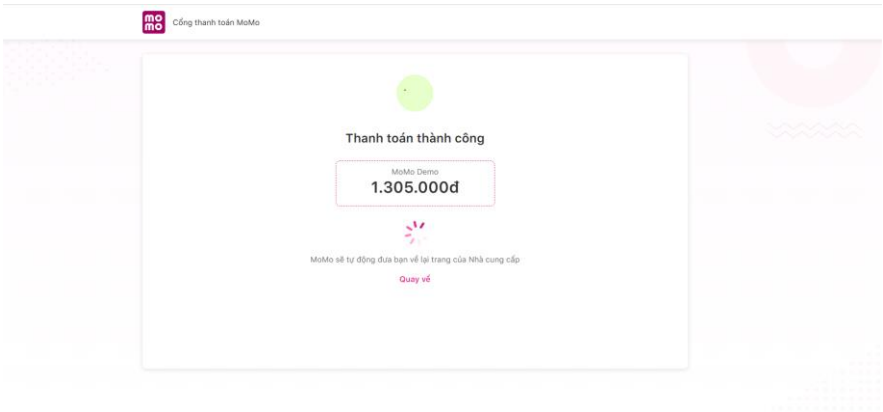 mo
mo
Cổng thanh toán MoMo
Thanh toán thành công
MoMo Demo
1.305.000đ
MoMo sẽ tự động đưa bạn về lại trang của Nhà cung cấp
Quay về